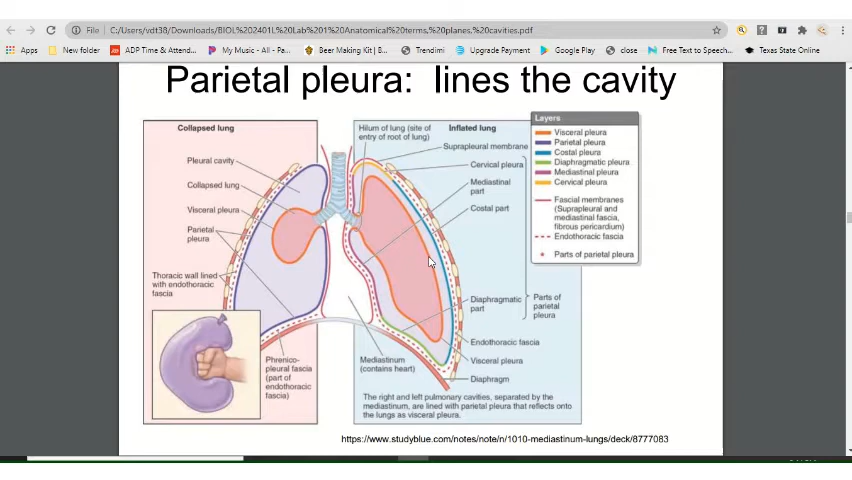 File | C:/Users/vdt38/Downloads/BIOL%202401L%20Lab%201%20Anatomical%20terms,%20planes,%20cavities.pdf
Apps New folder ADP Time & Attend... My Music - All - Pa... Beer Making Kit | B... Trendimi Upgrade Payment Google Play close Free Text to Speech... Texas State Online
Parietal pleura: lines the cavity
Collapsed lung
Pleural cavity
Collapsed lung
Visceral pleura
Parietal
pleura
Thoracic wall lined
with endothoracic
fascia
Phrenico-
pleural fascia
(part of
endothoracic
fascia)
Hilum of lung (site of
entry of root of lung)
Inflated lung
Suprapleural membrane
Cervical pleura
Mediastinal
part
Costal part
Diaphragmatic
part
Parts of
parietal
pleura
Endothoracic fascia
Visceral pleura
Diaphragm
Mediastinum
(contains heart)
The right and left pulmonary cavities, separated by the
mediastinum, are lined with parietal pleura that reflects onto
the lungs as visceral pleura.
Layers
Visceral pleura
Parietal pleura
Costal pleura
Diaphragmatic pleura
Mediastinal pleura
Cervical pleura
Fascial membranes
(Suprapleural and
mediastinal fascia,
fibrous pericardium)
Endothoracic fascia
* Parts of parietal pleura
https://www.studyblue.com/notes/note/n/1010-mediastinum-lungs/deck/8777083